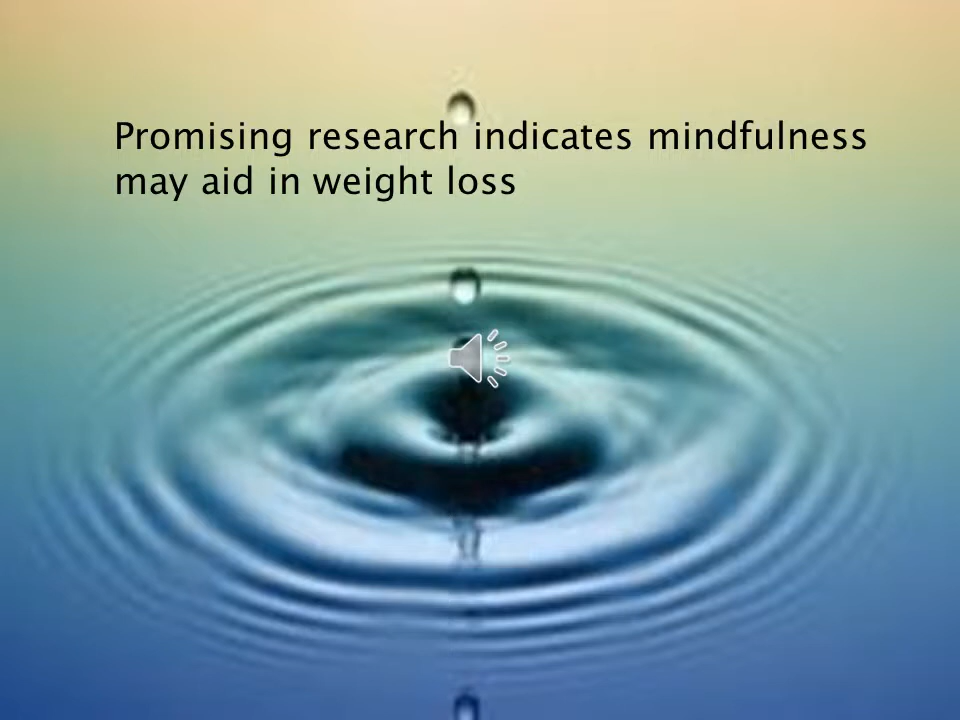 Promising research indicates mindfulness
may aid in weight loss